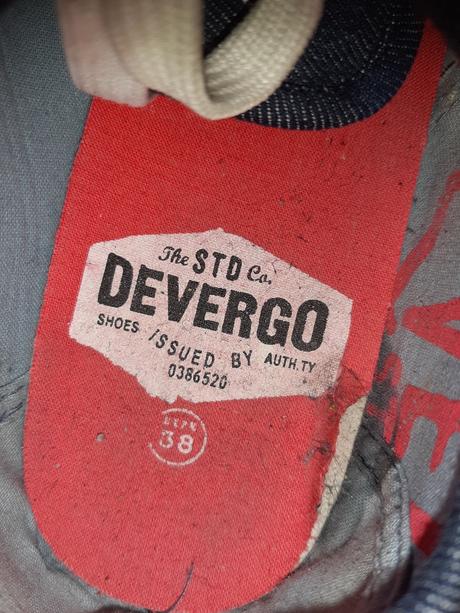 The STD Co.
DEVERGO
SHOES ISSUED BY AUTH.TY
0386520
38